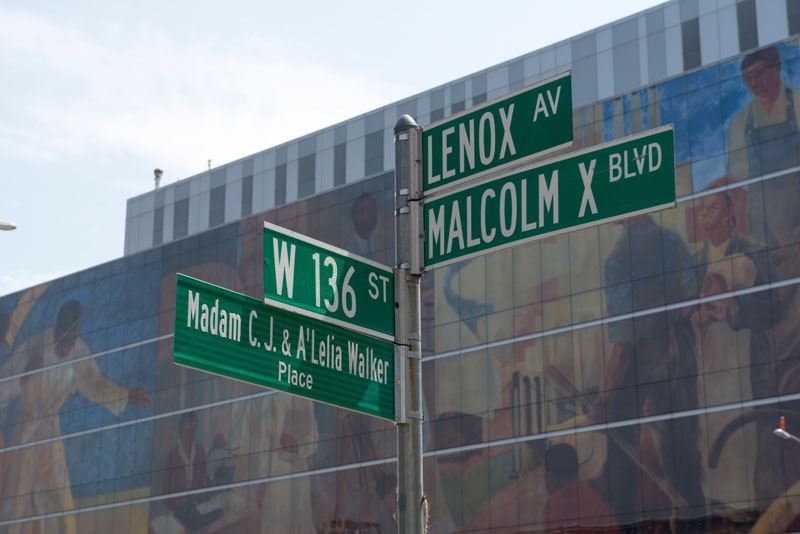 LENOX AV
MALCOLM X BLVD
W 136 ST
Madam C.J. & A'Lelia Walker
Place